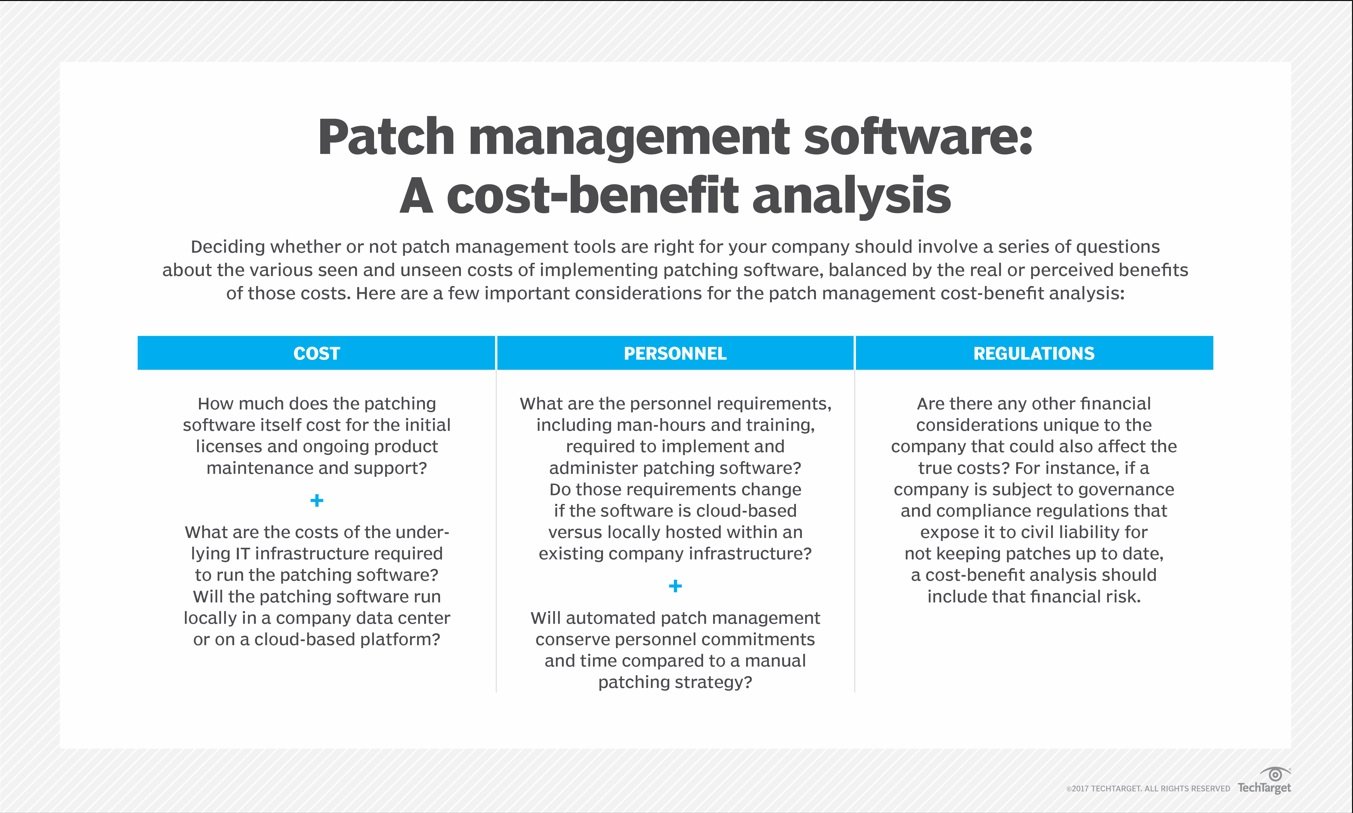 Patch management software:
A cost-benefit analysis
Deciding whether or not patch management tools are right for your company should involve a series of questions
about the various seen and unseen costs of implementing patching software, balanced by the real or perceived benefits
of those costs. Here are a few important considerations for the patch management cost-benefit analysis:
COST
How much does the patching
software itself cost for the initial
licenses and ongoing product
maintenance and support?
+
What are the costs of the under-
lying IT infrastructure required
to run the patching software?
Will the patching software run
locally in a company data center
or on a cloud-based platform?
PERSONNEL
What are the personnel requirements,
including man-hours and training,
required to implement and
administer patching software?
Do those requirements change
if the software is cloud-based
versus locally hosted within an
existing company infrastructure?
+
Will automated patch management
conserve personnel commitments
and time compared to a manual
patching strategy?
REGULATIONS
Are there any other financial
considerations unique to the
company that could also affect the
true costs? For instance, if a
company is subject to governance
and compliance regulations that
expose it to civil liability for
not keeping patches up to date,
a cost-benefit analysis should
include that financial risk.
©2017 TECHTARGET. ALL RIGHTS RESERVED
TechTarget